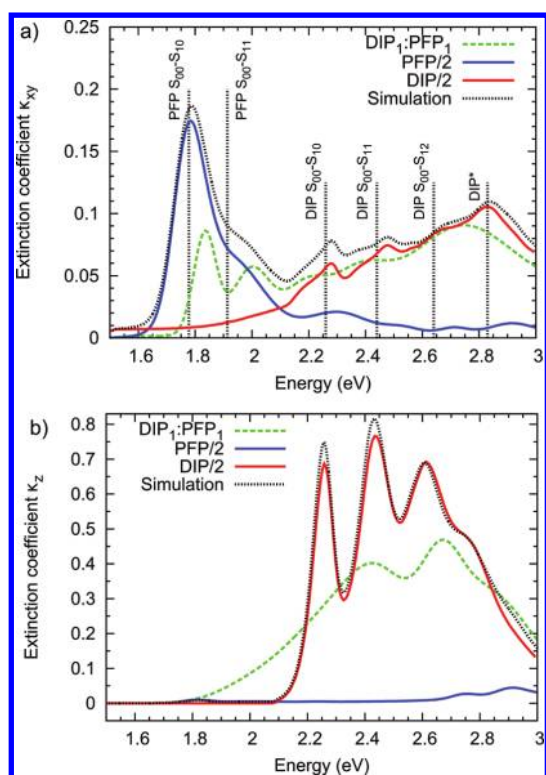 a)
Extinction coefficient κxy
0.25
0.2
0.15
0.1
0.05
0
PFP S00-S10
PFP S00-S11
DIP S00-S10
DIP S00-S11
DIP S00-S12
DIP*
DIP1:PFP1
PFP/2
DIP/2
Simulation
1.6 1.8 2 2.2 2.4 2.6 2.8 3
Energy (eV)
b)
Extinction coefficient κz
0.8
0.7
0.6
0.5
0.4
0.3
0.2
0.1
0
DIP1:PFP1
PFP/2
DIP/2
Simulation
1.6 1.8 2 2.2 2.4 2.6 2.8 3
Energy (eV)